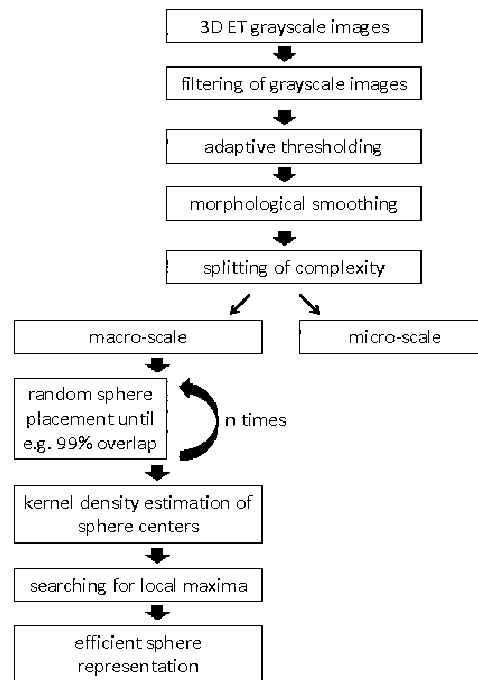 3D ET grayscale images
filtering of grayscale images
adaptive thresholding
morphological smoothing
splitting of complexity
macro-scale
micro-scale
random sphere
placement until
e.g. 99% overlap
n times
kernel density estimation of
sphere centers
searching for local maxima
efficient sphere
representation